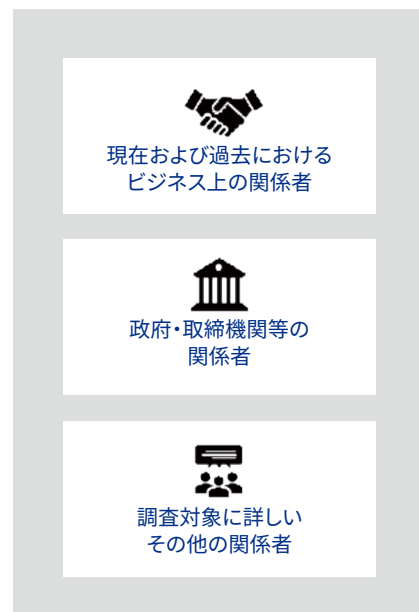 現在および過去における
ビジネス上の関係者
政府・取締機関等の
関係者
調査対象に詳しい
その他の関係者